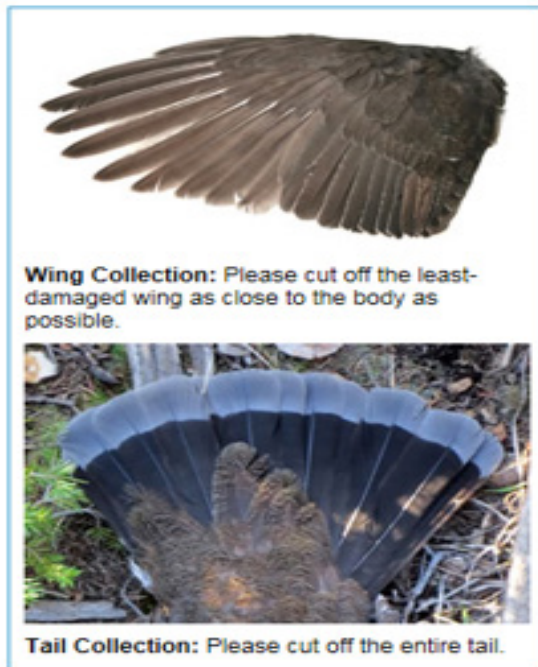 Wing Collection: Please cut off the least-
damaged wing as close to the body as
possible.
Tail Collection: Please cut off the entire tail.